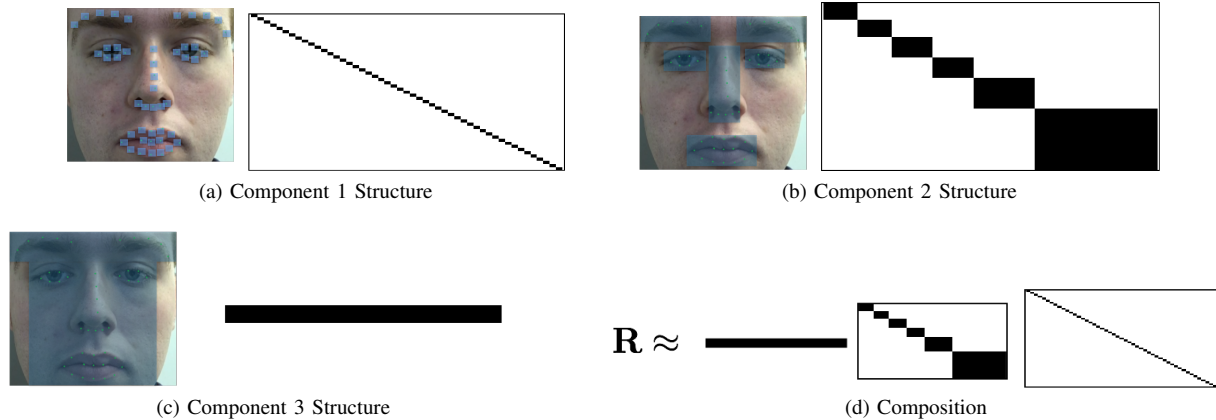 (a) Component 1 Structure
(b) Component 2 Structure
R ≈
(c) Component 3 Structure
(d) Composition